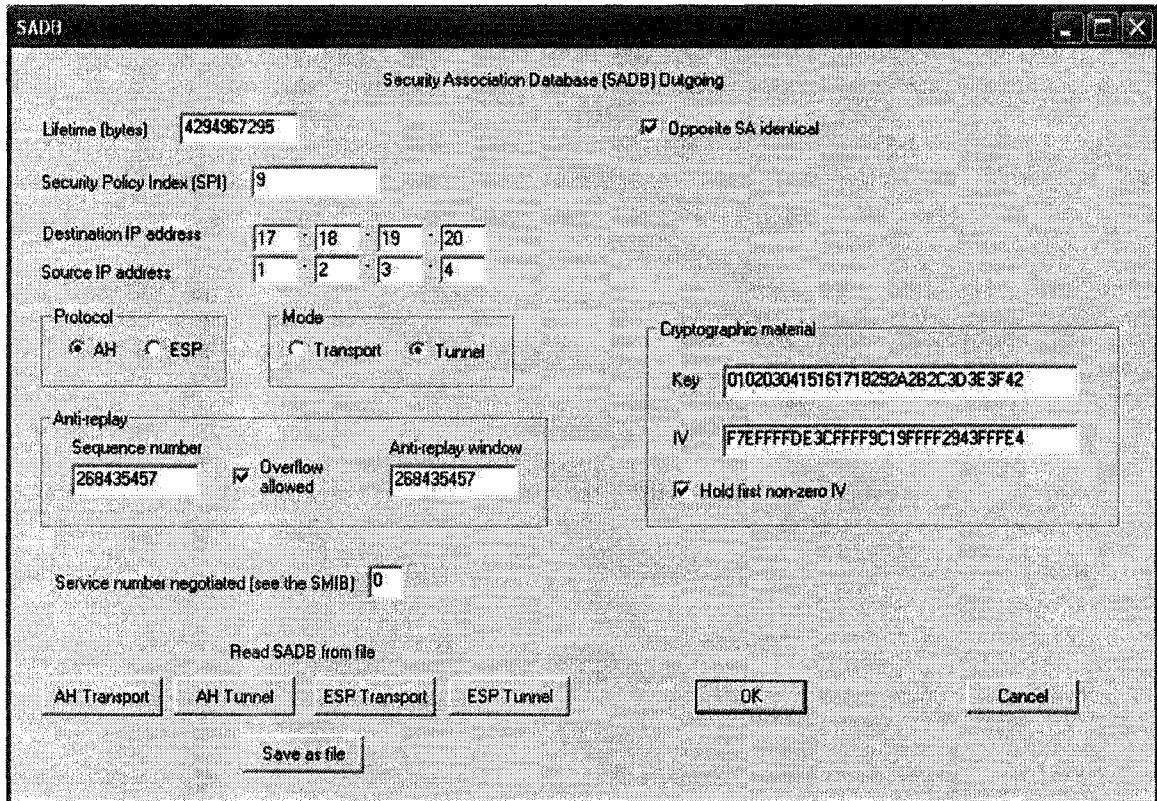 SADB
Security Association Database (SADB) Outgoing
Lifetime (bytes) 4294967295 Opposite SA identical
Security Policy Index (SPI) 9
Destination IP address 17 - 18 - 19 - 20
Source IP address 1 - 2 - 3 - 4
Protocol Mode
AH ESP Transport Tunnel
Cryptographic material
Key 0102030415161718292A2B2C3D3E3F42
IV F7EFFFFDE3CFFFF9C19FFFF2943FFFE4
Hold first non-zero IV
Anti-replay
Sequence number Anti-replay window
268435457 Overflow allowed 268435457
Service number negotiated (see the SMIB) 0
Read SADB from file
AH Transport AH Tunnel ESP Transport ESP Tunnel OK Cancel
Save as file